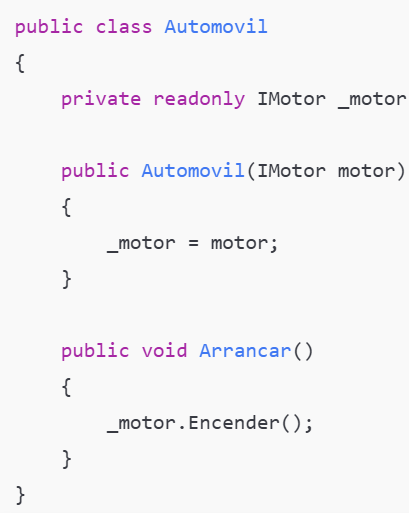 public class Automovil
{
    private readonly IMotor _motor
    public Automovil(IMotor motor)
    {
        _motor = motor;
    }
    public void Arrancar()
    {
        _motor.Encender();
    }
}